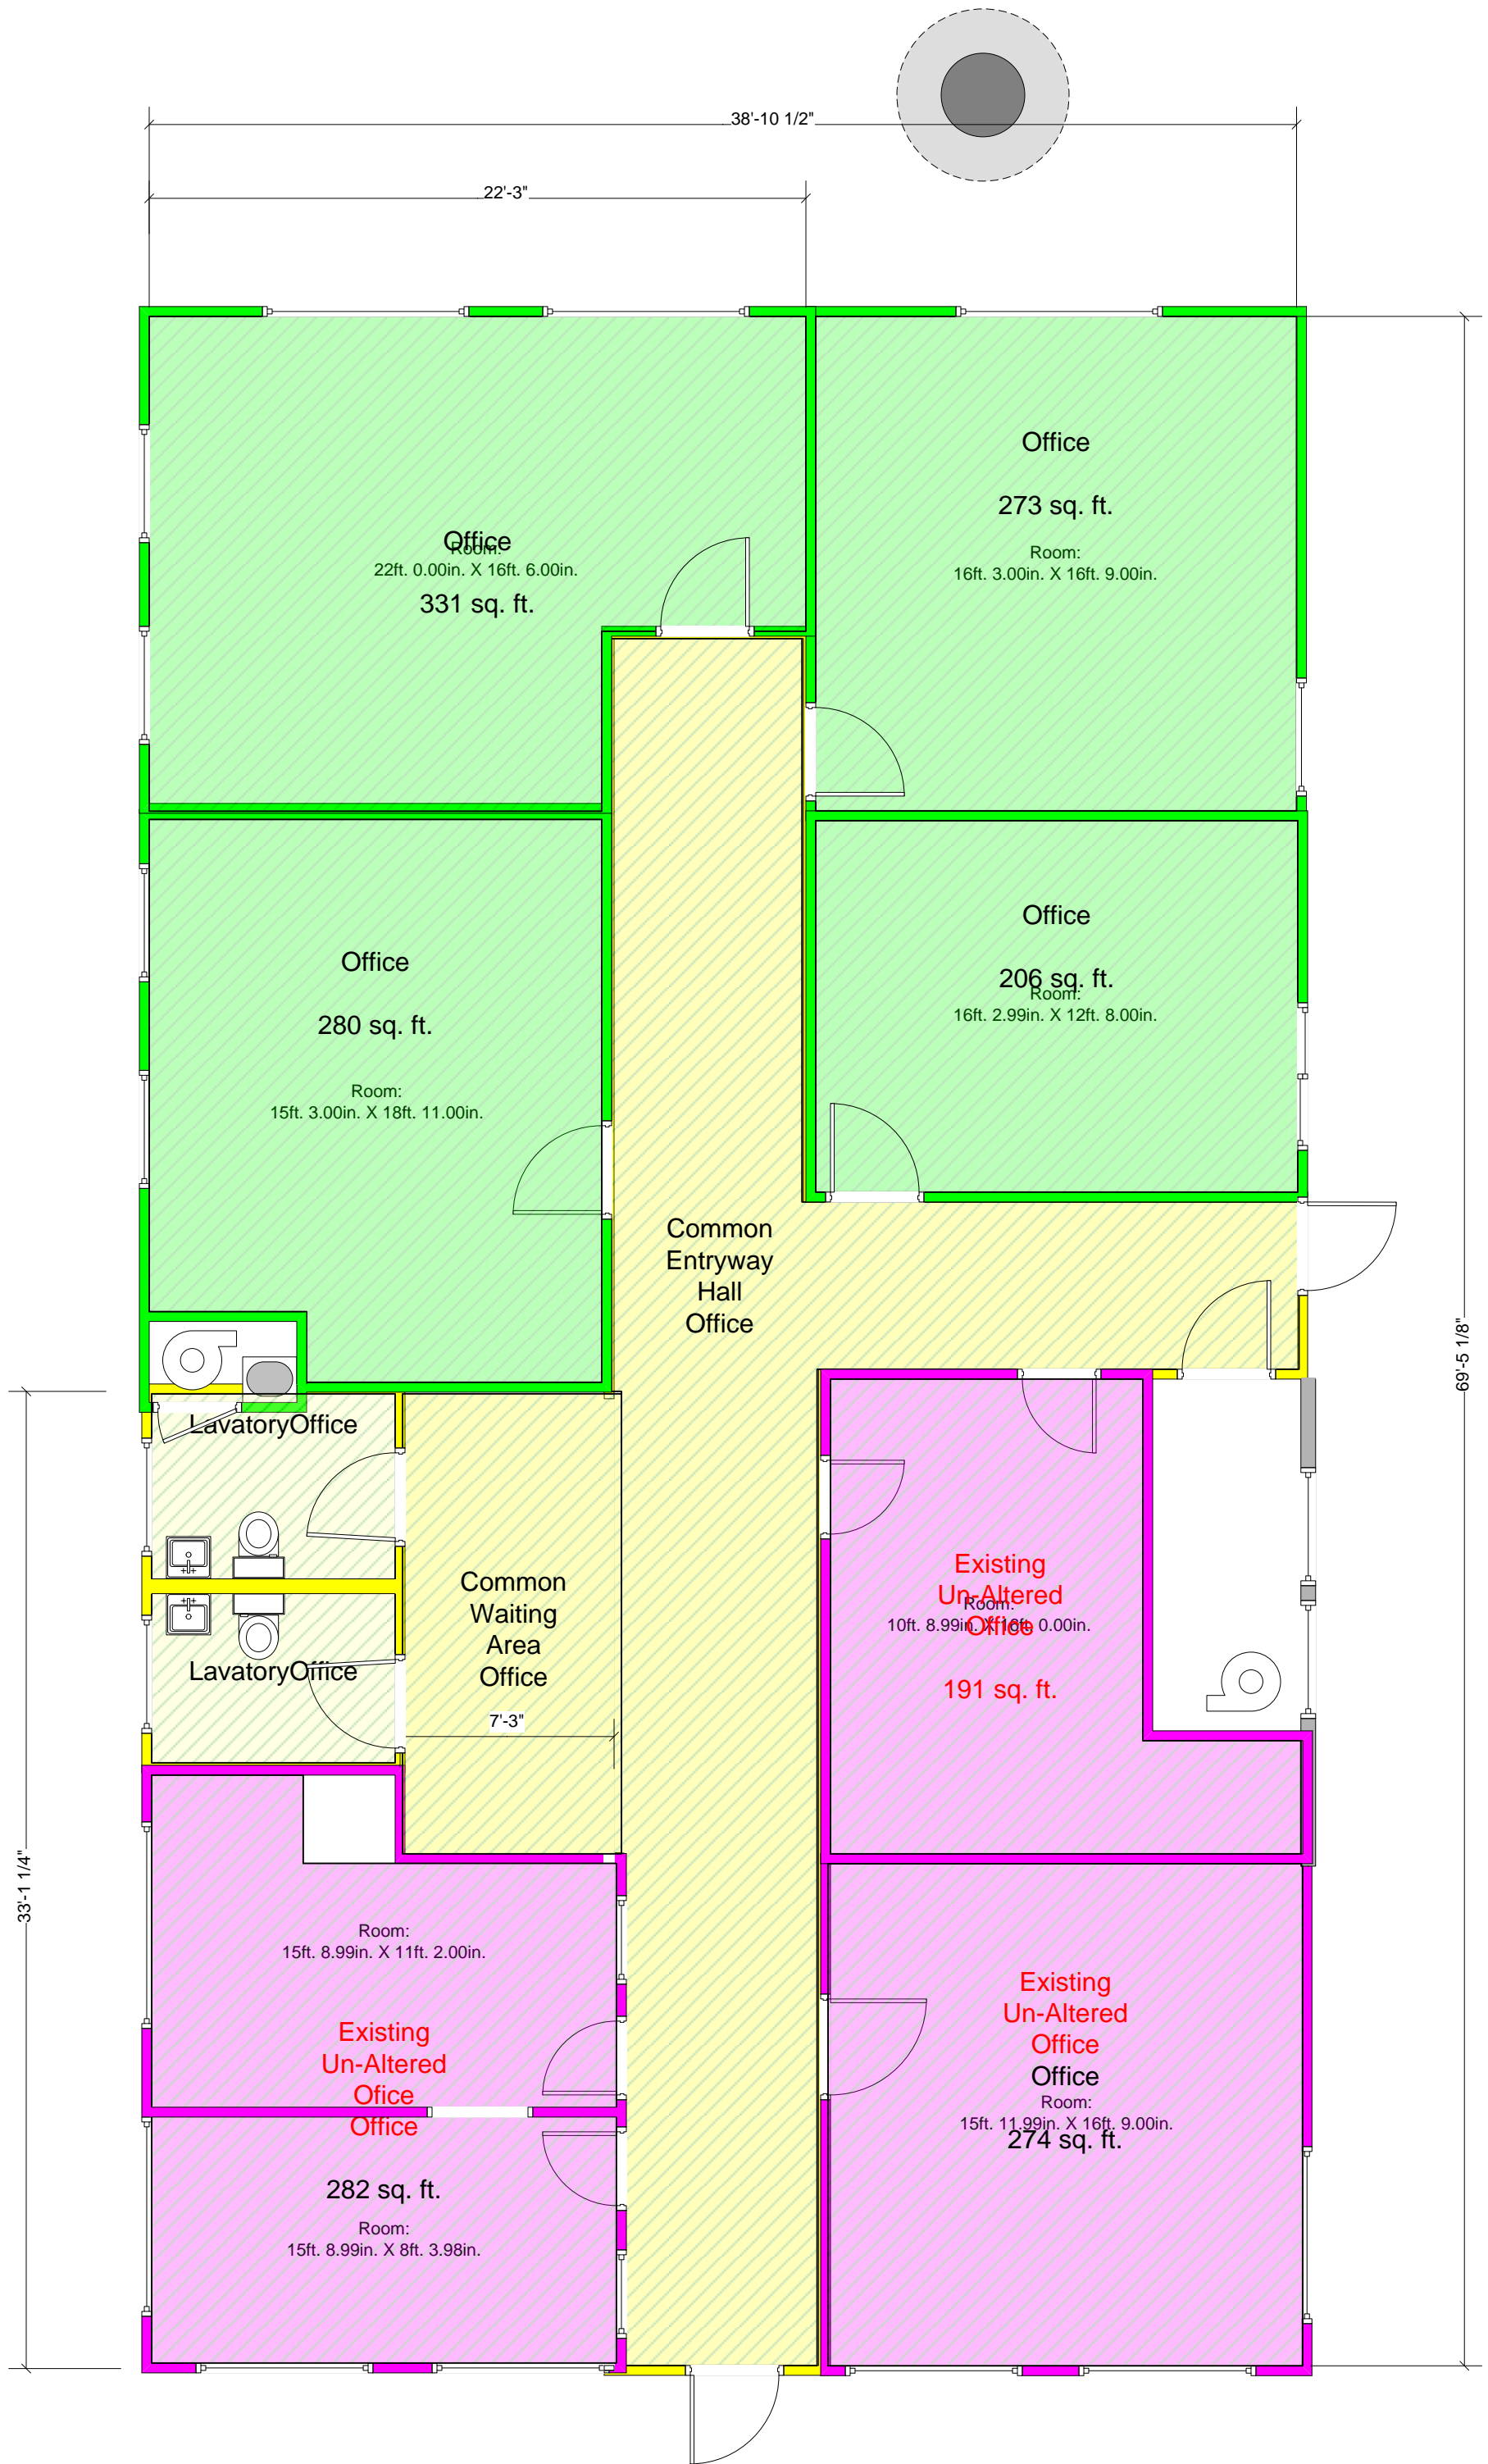 38'-10 1/2"
22'-3"
Office
273 sq. ft.
Room:
16ft. 3.00in. X 16ft. 9.00in.
Office
Room:
22ft. 0.00in. X 16ft. 6.00in.
331 sq. ft.
Office
206 sq. ft.
Room:
16ft. 2.99in. X 12ft. 8.00in.
Office
280 sq. ft.
Room:
15ft. 3.00in. X 18ft. 11.00in.
Common
Entryway
Hall
Office
69'-5 1/8"
LavatoryOffice
Common
Waiting
Area
Office
7'-3"
LavatoryOffice
Existing
Un-Altered
Office
Room:
10ft. 8.99in. X 16ft. 0.00in.
191 sq. ft.
33'-1 1/4"
Room:
15ft. 8.99in. X 11ft. 2.00in.
Existing
Un-Altered
Ofice
Office
282 sq. ft.
Room:
15ft. 8.99in. X 8ft. 3.98in.
Existing
Un-Altered
Office
Office
Room:
15ft. 11.99in. X 16ft. 9.00in.
274 sq. ft.